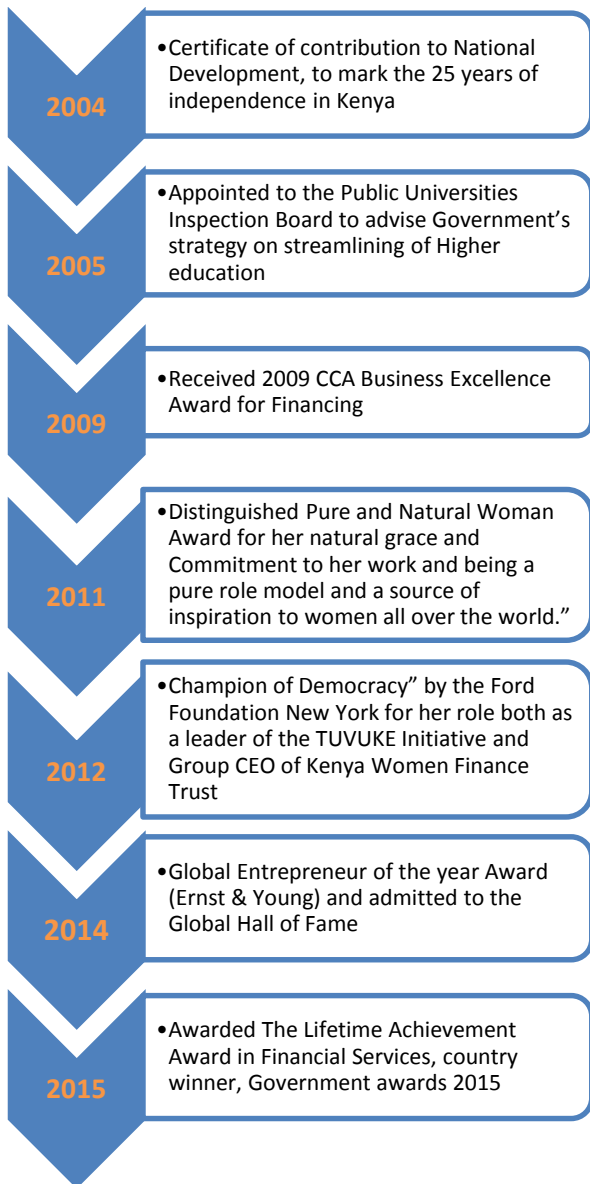 2004
•Certificate of contribution to National
Development, to mark the 25 years of
independence in Kenya
2005
•Appointed to the Public Universities
Inspection Board to advise Government’s
strategy on streamlining of Higher
education
2009
•Received 2009 CCA Business Excellence
Award for Financing
2011
•Distinguished Pure and Natural Woman
Award for her natural grace and
Commitment to her work and being a
pure role model and a source of
inspiration to women all over the world.”
2012
•Champion of Democracy” by the Ford
Foundation New York for her role both as
a leader of the TUVUKE Initiative and
Group CEO of Kenya Women Finance
Trust
2014
•Global Entrepreneur of the year Award
(Ernst & Young) and admitted to the
Global Hall of Fame
2015
•Awarded The Lifetime Achievement
Award in Financial Services, country
winner, Government awards 2015